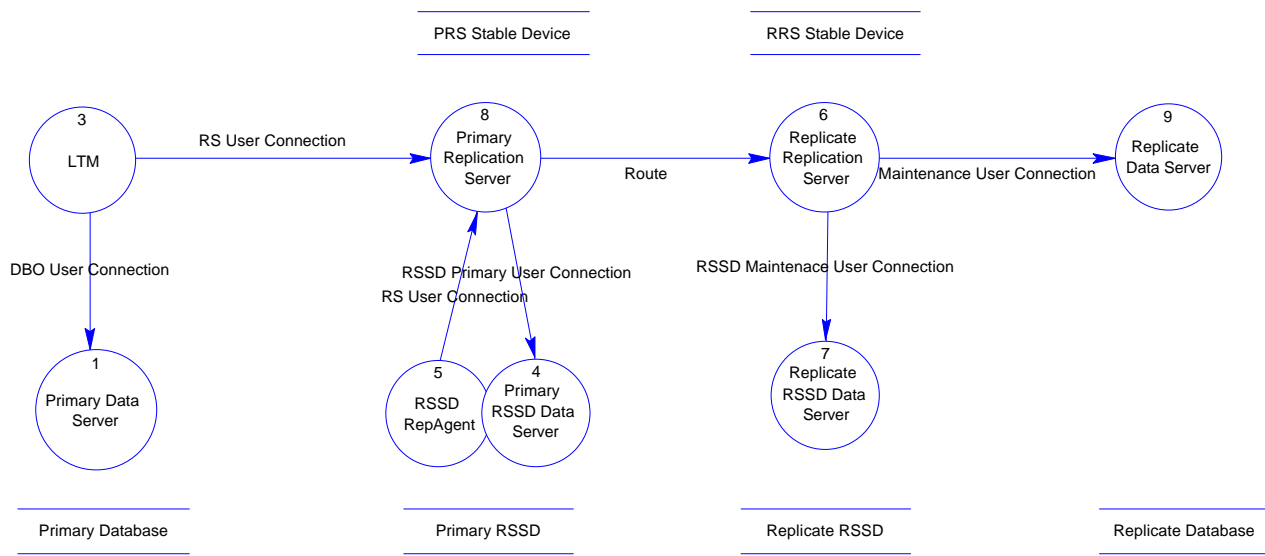 PRS Stable Device
RRS Stable Device
3
LTM
RS User Connection
8
Primary
Replication
Server
Route
6
Replicate
Replication
Server
Maintenance User Connection
9
Replicate
Data Server
DBO User Connection
RSSD Primary User Connection
RS User Connection
RSSD Maintenace User Connection
1
Primary Data
Server
5
RSSD
RepAgent
4
Primary
RSSD Data
Server
7
Replicate
RSSD Data
Server
Primary Database
Primary RSSD
Replicate RSSD
Replicate Database